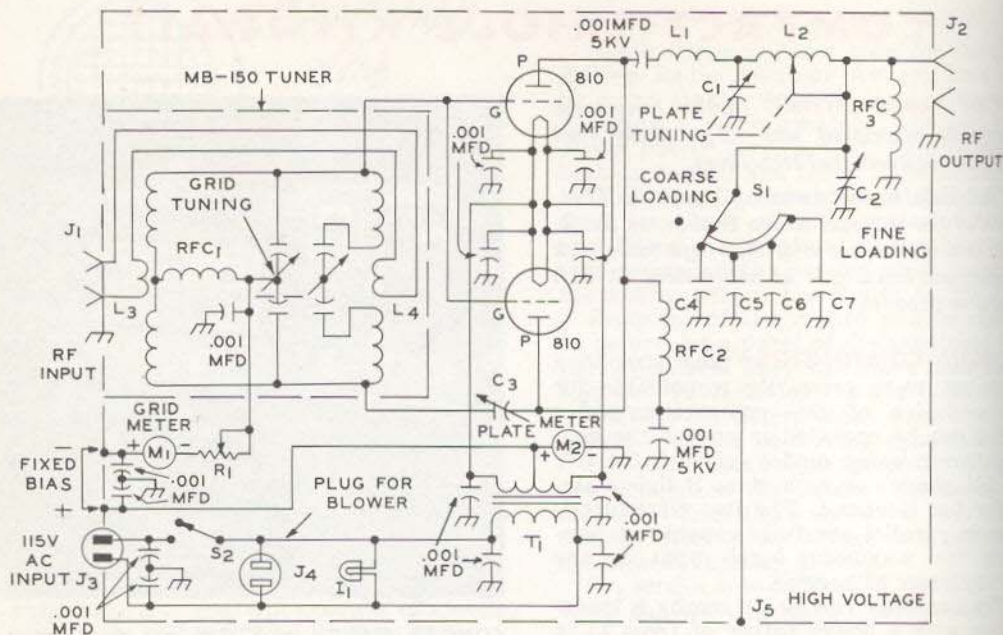 .001MFD
5KV
L1
L2
J2
MB-150 TUNER
P
810
C1
G
.001
MFD
.001
MFD
PLATE
TUNING
RFC
3
RF
OUTPUT
GRID
TUNING
COARSE
LOADING
S1
C2
FINE
LOADING
J1
RFC1
L3
L4
.001
MFD
C4
C5
C6
C7
G
P
810
RFC2
RF
INPUT
C3
PLATE METER
GRID
METER
− + M1 −
+ M2 −
.001
MFD
5KV
FIXED
BIAS
R1
.001
MFD
PLUG FOR
BLOWER
+
115V
AC
INPUT J3
S2
J4
I1
.001
MFD
T1
.001
MFD
.001
MFD
J5
HIGH VOLTAGE